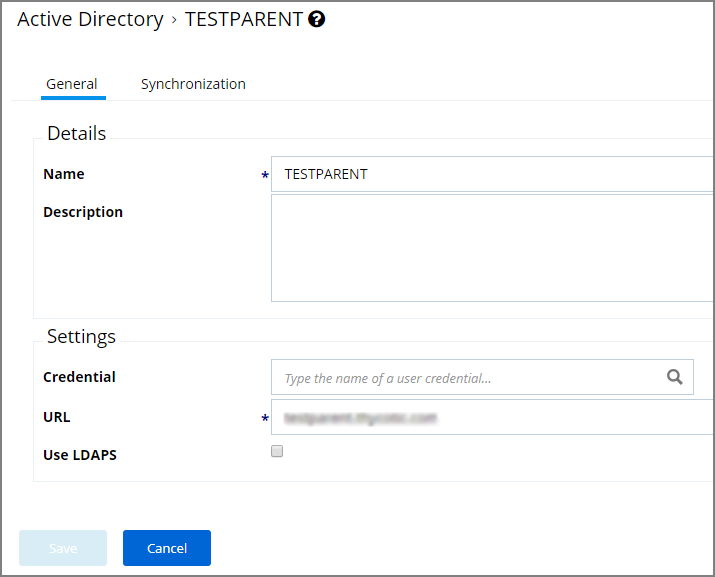 Active Directory › TESTPARENT ?
General Synchronization
Details
Name * TESTPARENT
Description
Settings
Credential Type the name of a user credential...
URL *
Use LDAPS
Save Cancel